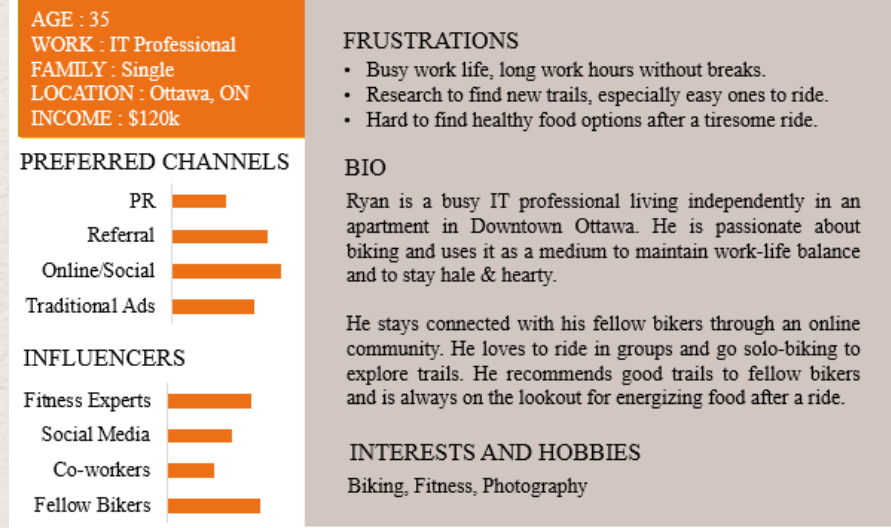 AGE : 35
WORK : IT Professional
FAMILY : Single
LOCATION : Ottawa, ON
INCOME : $120k
PREFERRED CHANNELS
PR
Referral
Online/Social
Traditional Ads
INFLUENCERS
Fitness Experts
Social Media
Co-workers
Fellow Bikers
FRUSTRATIONS
• Busy work life, long work hours without breaks.
• Research to find new trails, especially easy ones to ride.
• Hard to find healthy food options after a tiresome ride.
BIO
Ryan is a busy IT professional living independently in an
apartment in Downtown Ottawa. He is passionate about
biking and uses it as a medium to maintain work-life balance
and to stay hale & hearty.
He stays connected with his fellow bikers through an online
community. He loves to ride in groups and go solo-biking to
explore trails. He recommends good trails to fellow bikers
and is always on the lookout for energizing food after a ride.
INTERESTS AND HOBBIES
Biking, Fitness, Photography